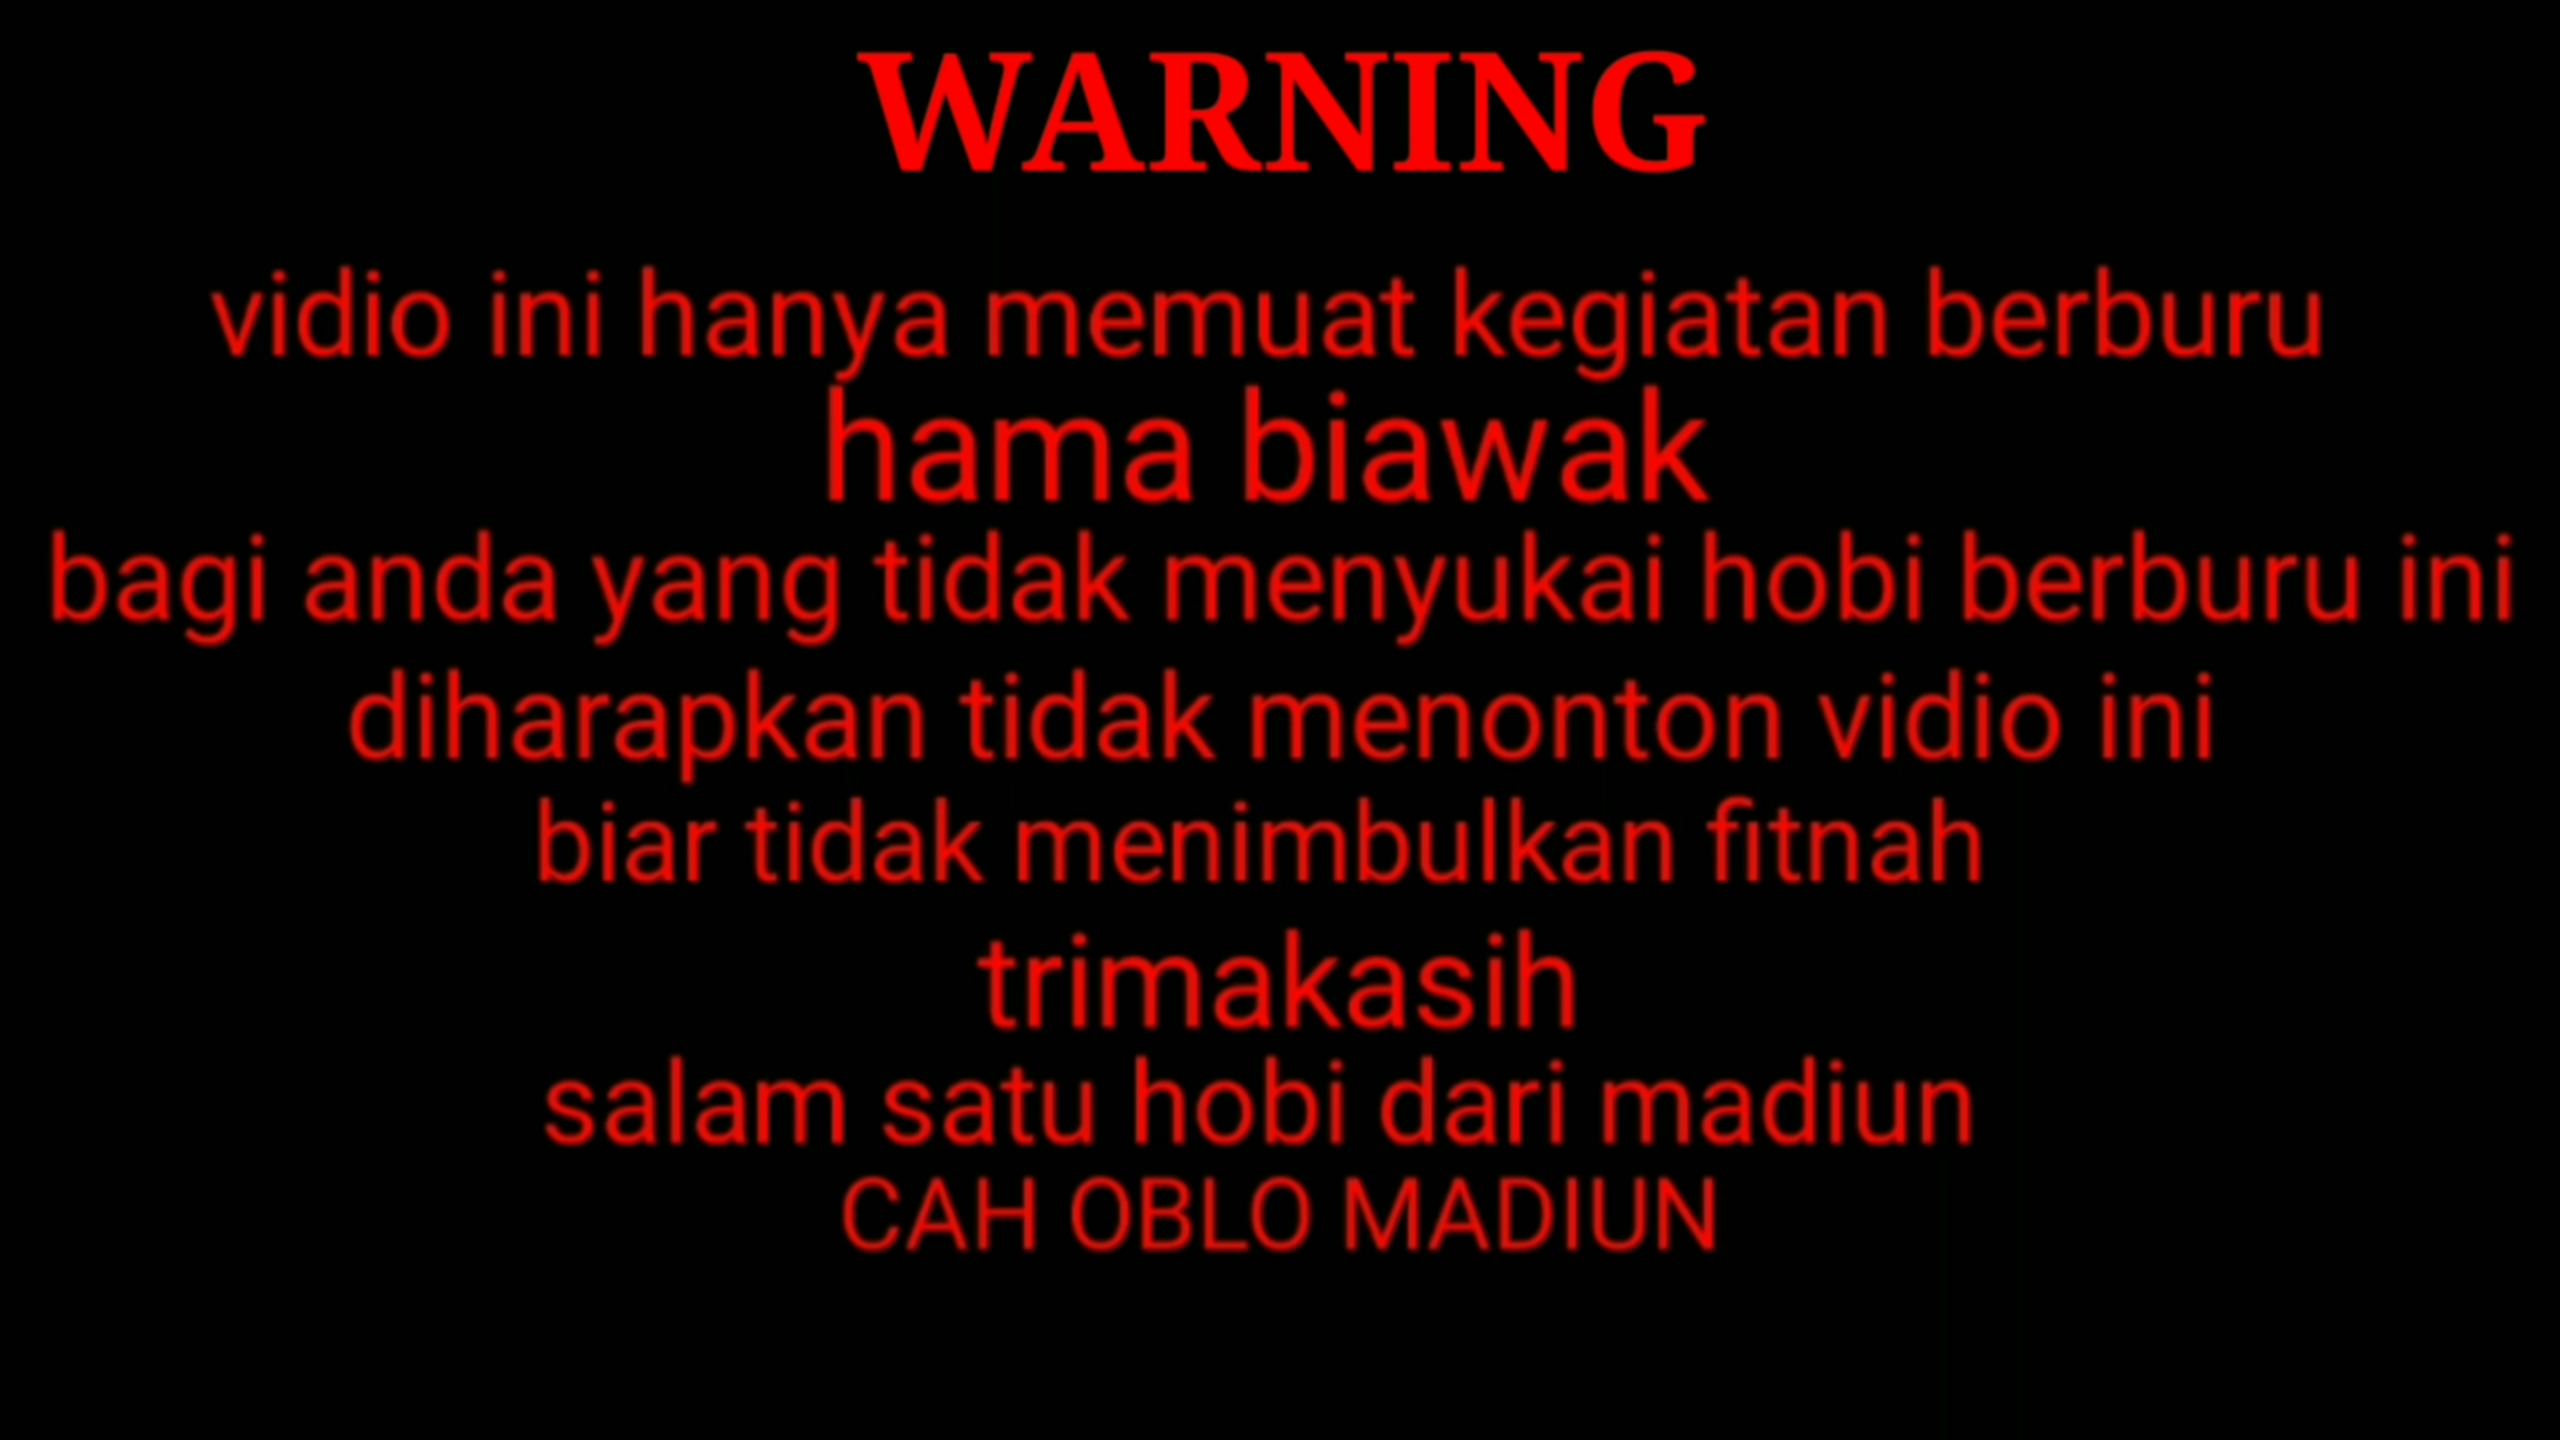 WARNING
vidio ini hanya memuat kegiatan berburu
hama biawak
bagi anda yang tidak menyukai hobi berburu ini
diharapkan tidak menonton vidio ini
biar tidak menimbulkan fitnah
trimakasih
salam satu hobi dari madiun
CAH OBLO MADIUN